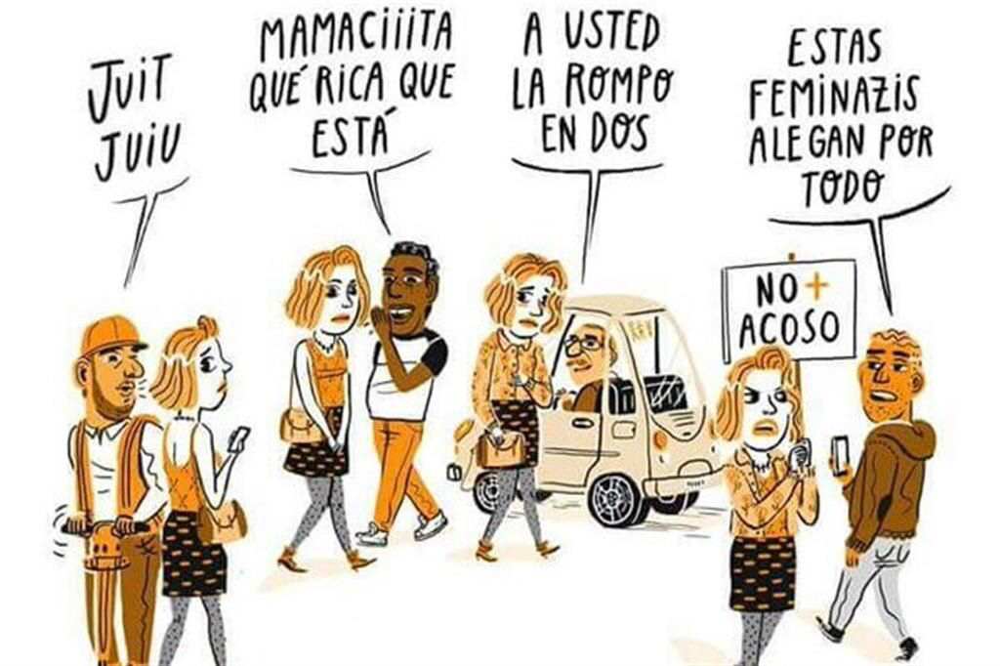 JUIT
JUIU
MAMACIIITA
QUÉ RICA QUE
ESTÁ
A USTED
LA ROMPO
EN DOS
ESTAS
FEMINAZIS
ALEGAN POR
TODO
NO +
ACOSO